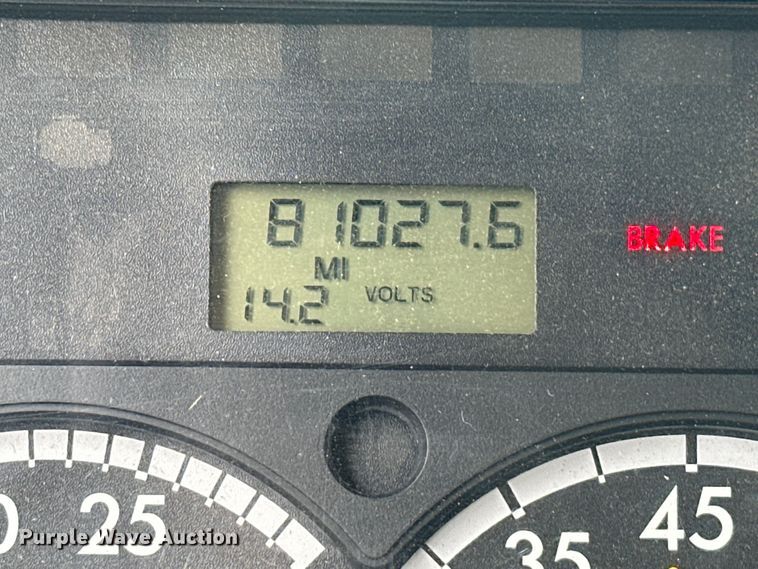 81027.6
MI
BRAKE
14.2 VOLTS
25
35
45
Purple Wave Auction